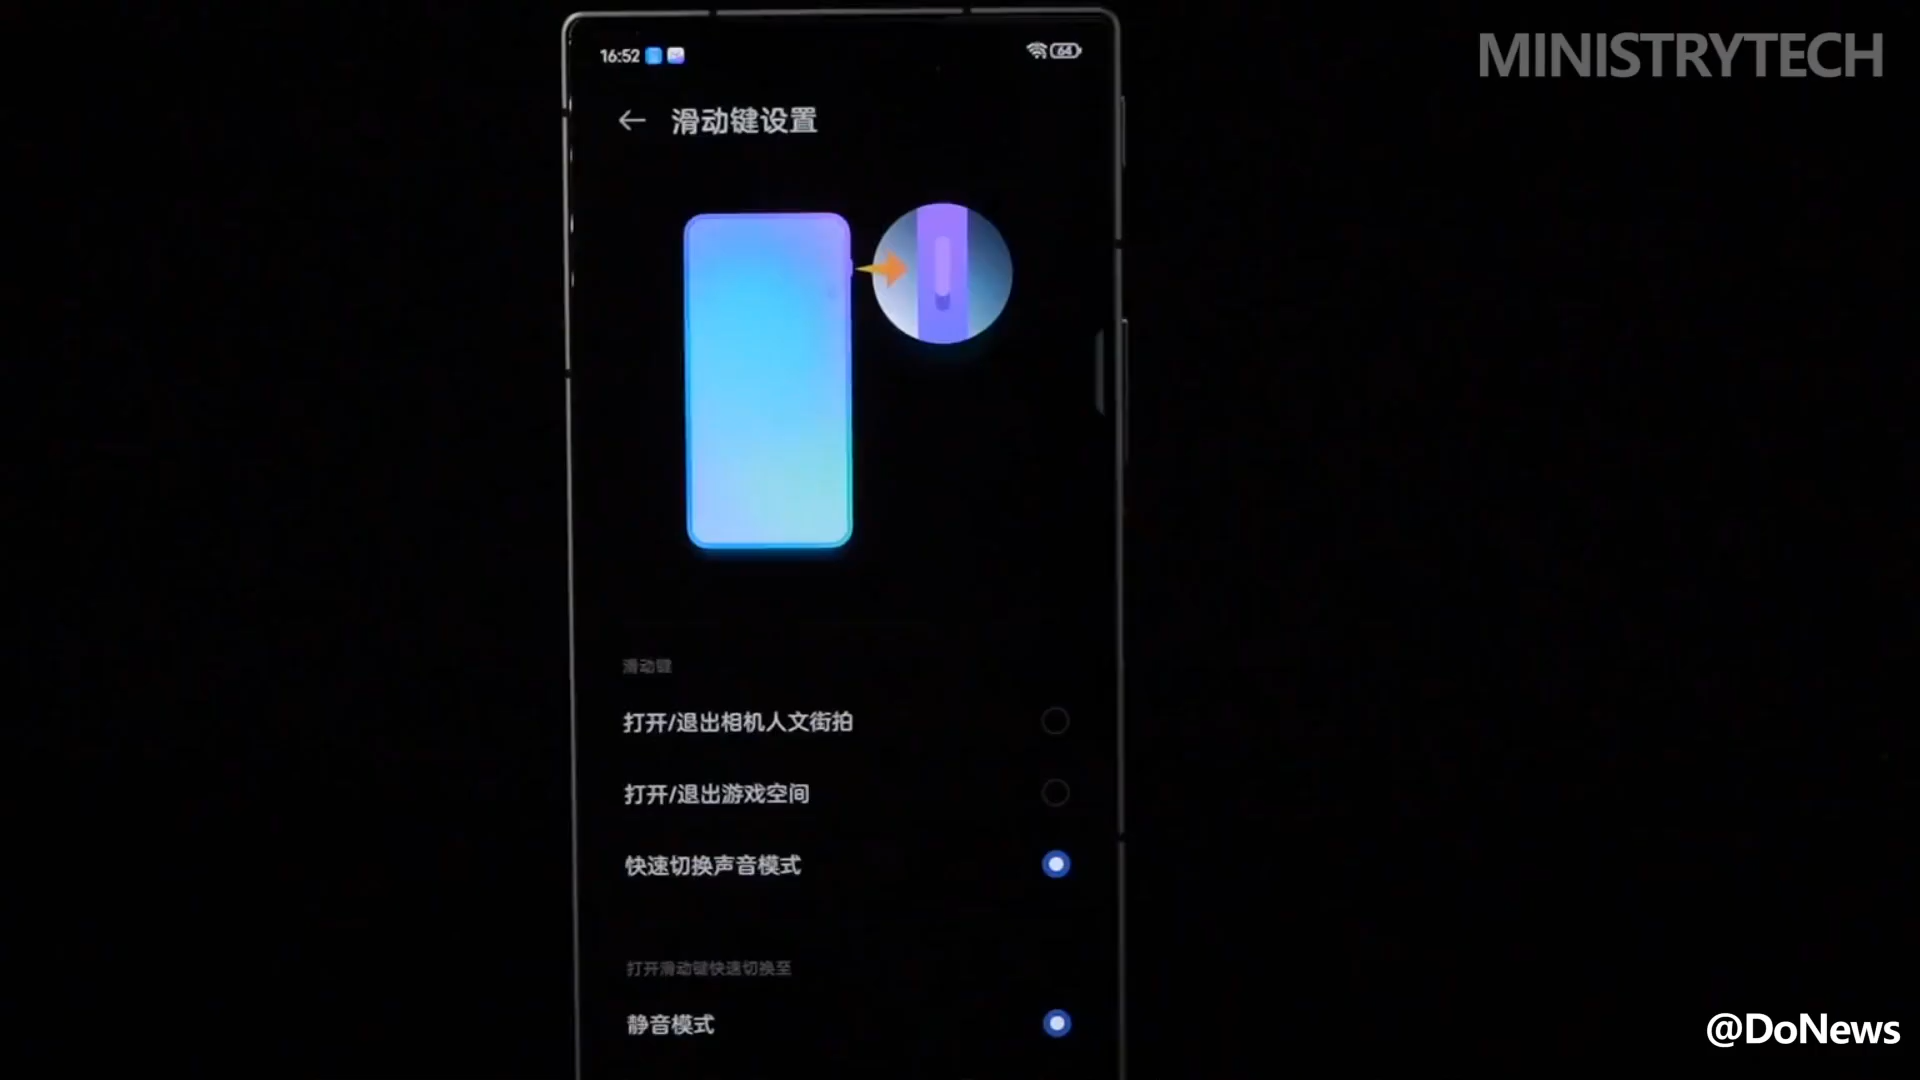 MINISTRYTECH
16:52
64
滑动键设置
滑动键
打开/退出相机人文街拍
打开/退出游戏空间
快速切换声音模式
打开滑动键快速切换至
静音模式
@DoNews